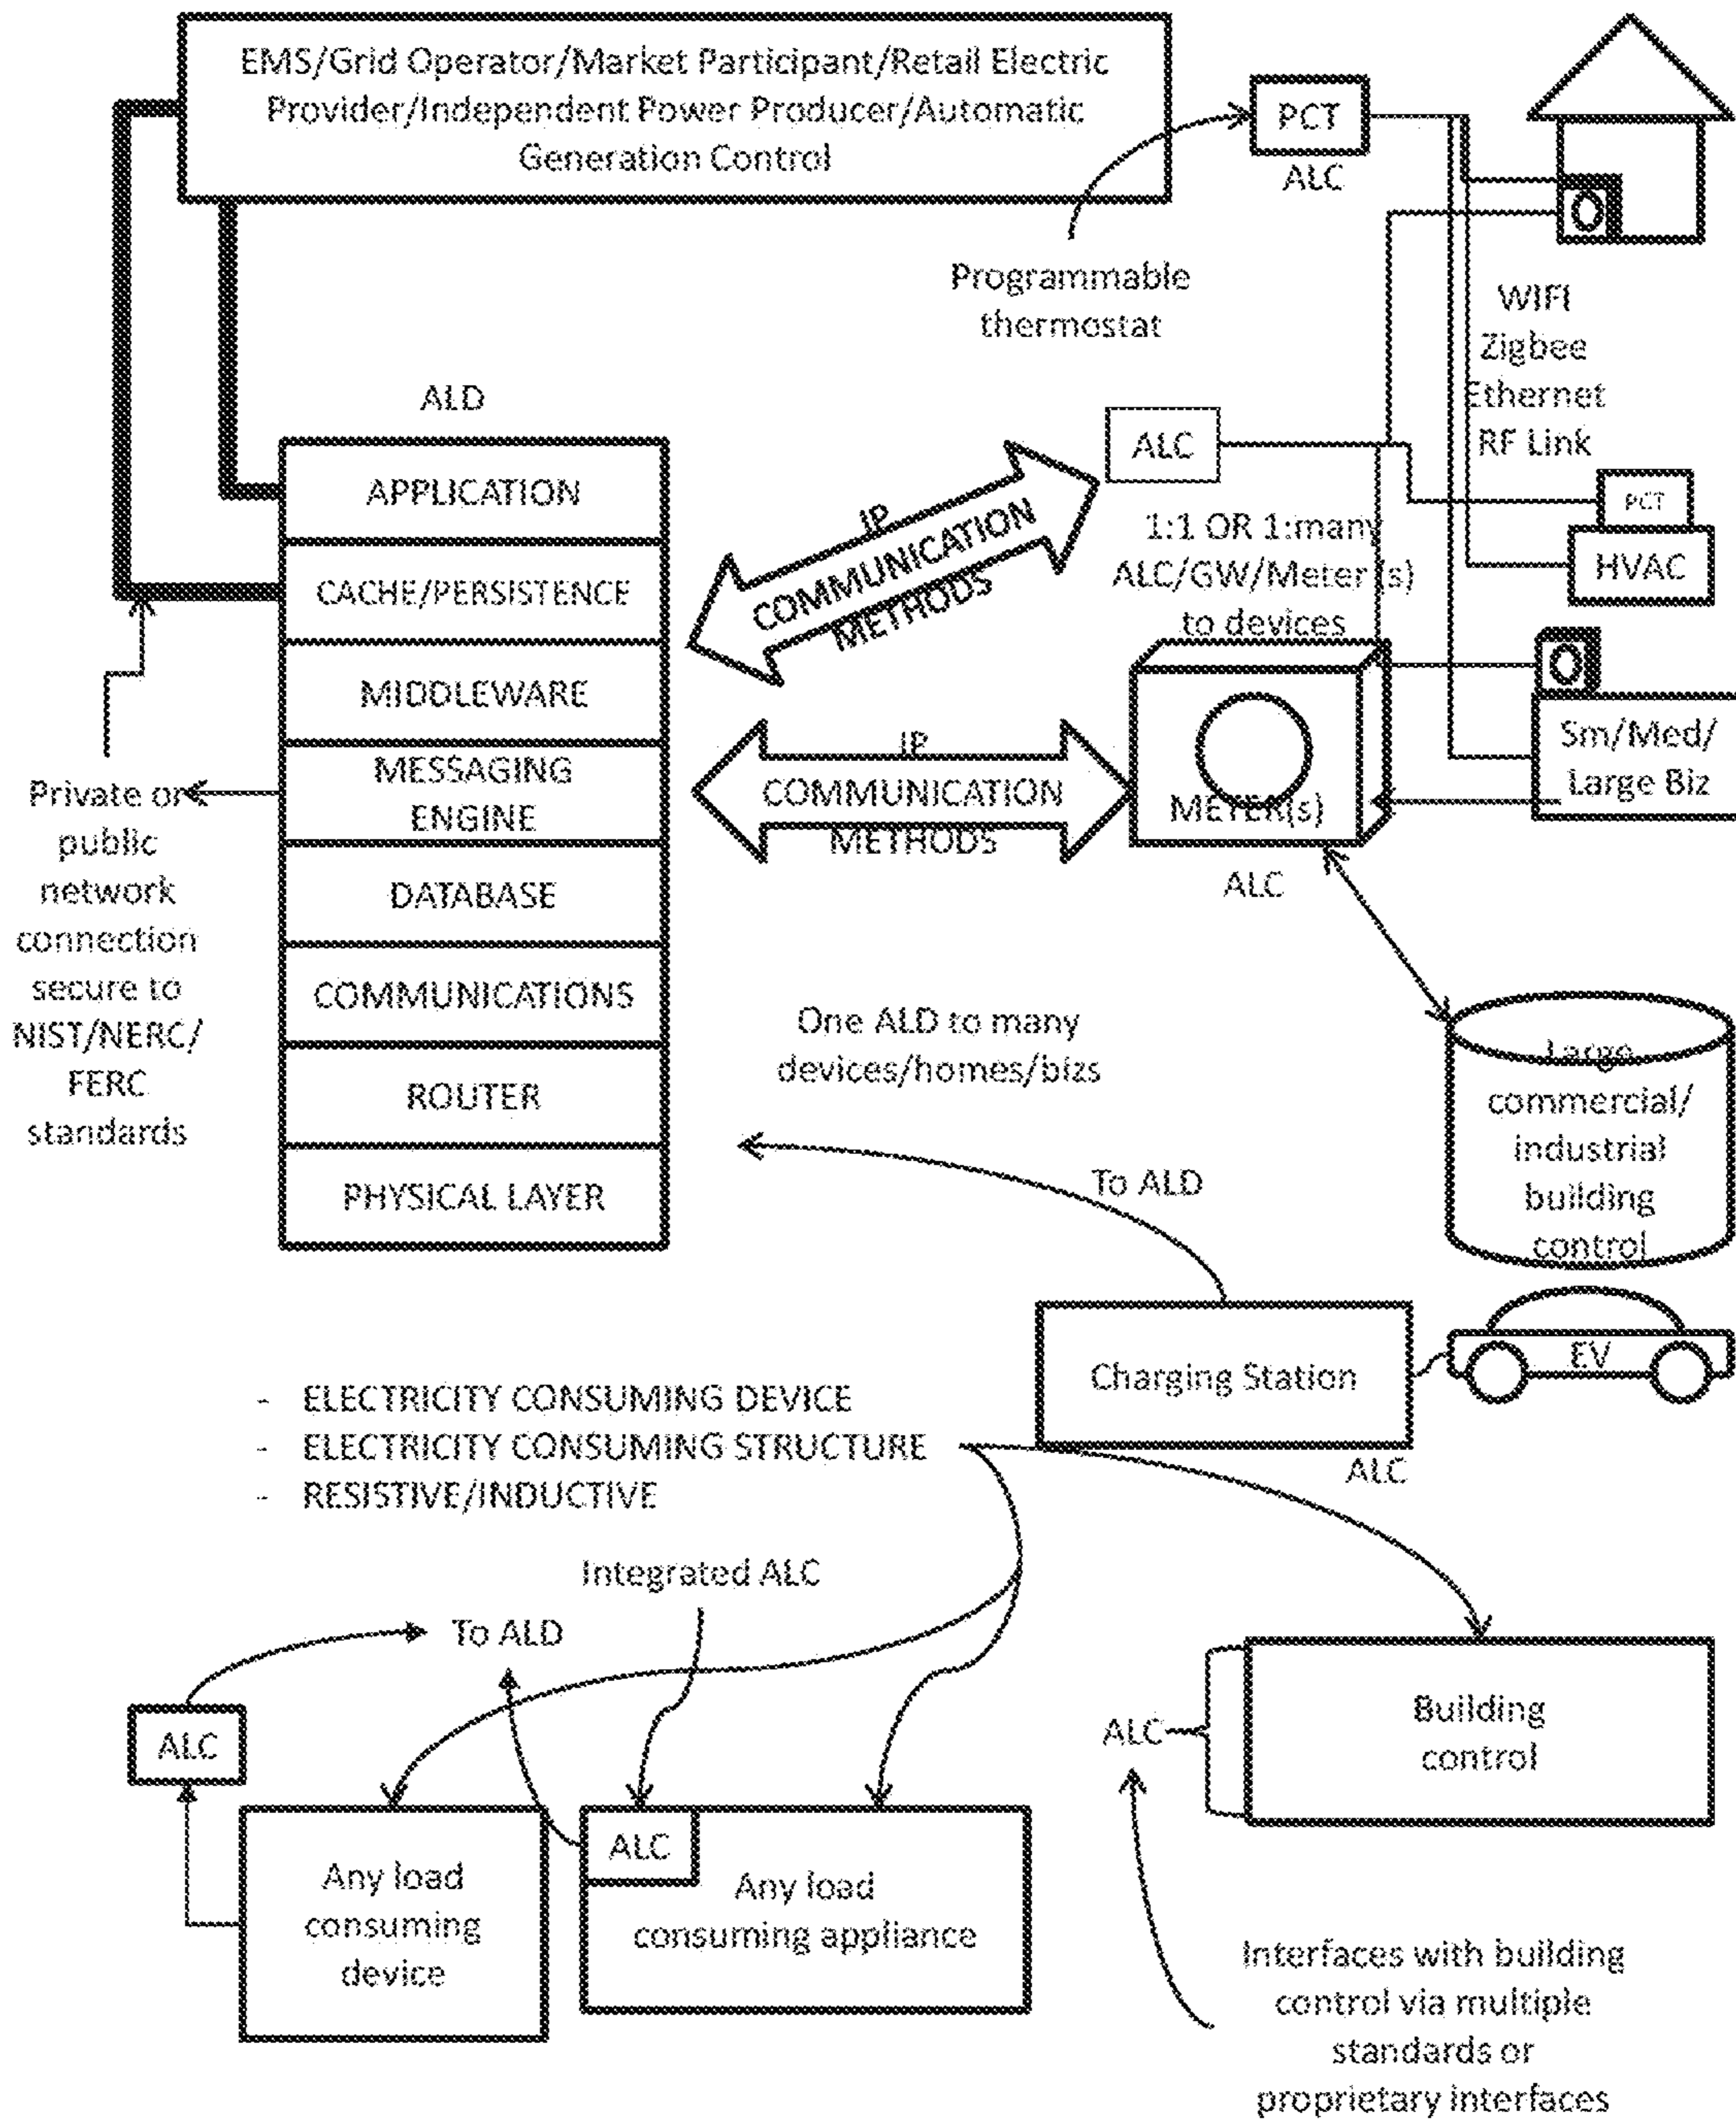 EMS/Grid Operator/Market Participant/Retail Electric
Provider/Independent Power Producer/Automatic
Generation Control
PCT
ALC
Programmable
thermostat
WIFI
Zigbee
Ethernet
RF Link
ALD
APPLICATION
CACHE/PERSISTENCE
MIDDLEWARE
MESSAGING
ENGINE
DATABASE
COMMUNICATIONS
ROUTER
PHYSICAL LAYER
IP
COMMUNICATION
METHODS
ALC
1:1 OR 1:many
ALC/GW/Meter (s)
to devices
PCT
HVAC
IP
COMMUNICATION
METHODS
METER(s)
ALC
Sm/Med/
Large Biz
Private or
public
network
connection
secure to
NIST/NERC/
FERC
standards
One ALD to many
devices/homes/bizs
Large
commercial/
industrial
building
control
To ALD
Charging Station
ALC
EV
- ELECTRICITY CONSUMING DEVICE
- ELECTRICITY CONSUMING STRUCTURE
- RESISTIVE/INDUCTIVE
Integrated ALC
To ALD
ALC
Any load
consuming
device
ALC
Any load
consuming appliance
ALC
Building
control
Interfaces with building
control via multiple
standards or
proprietary interfaces